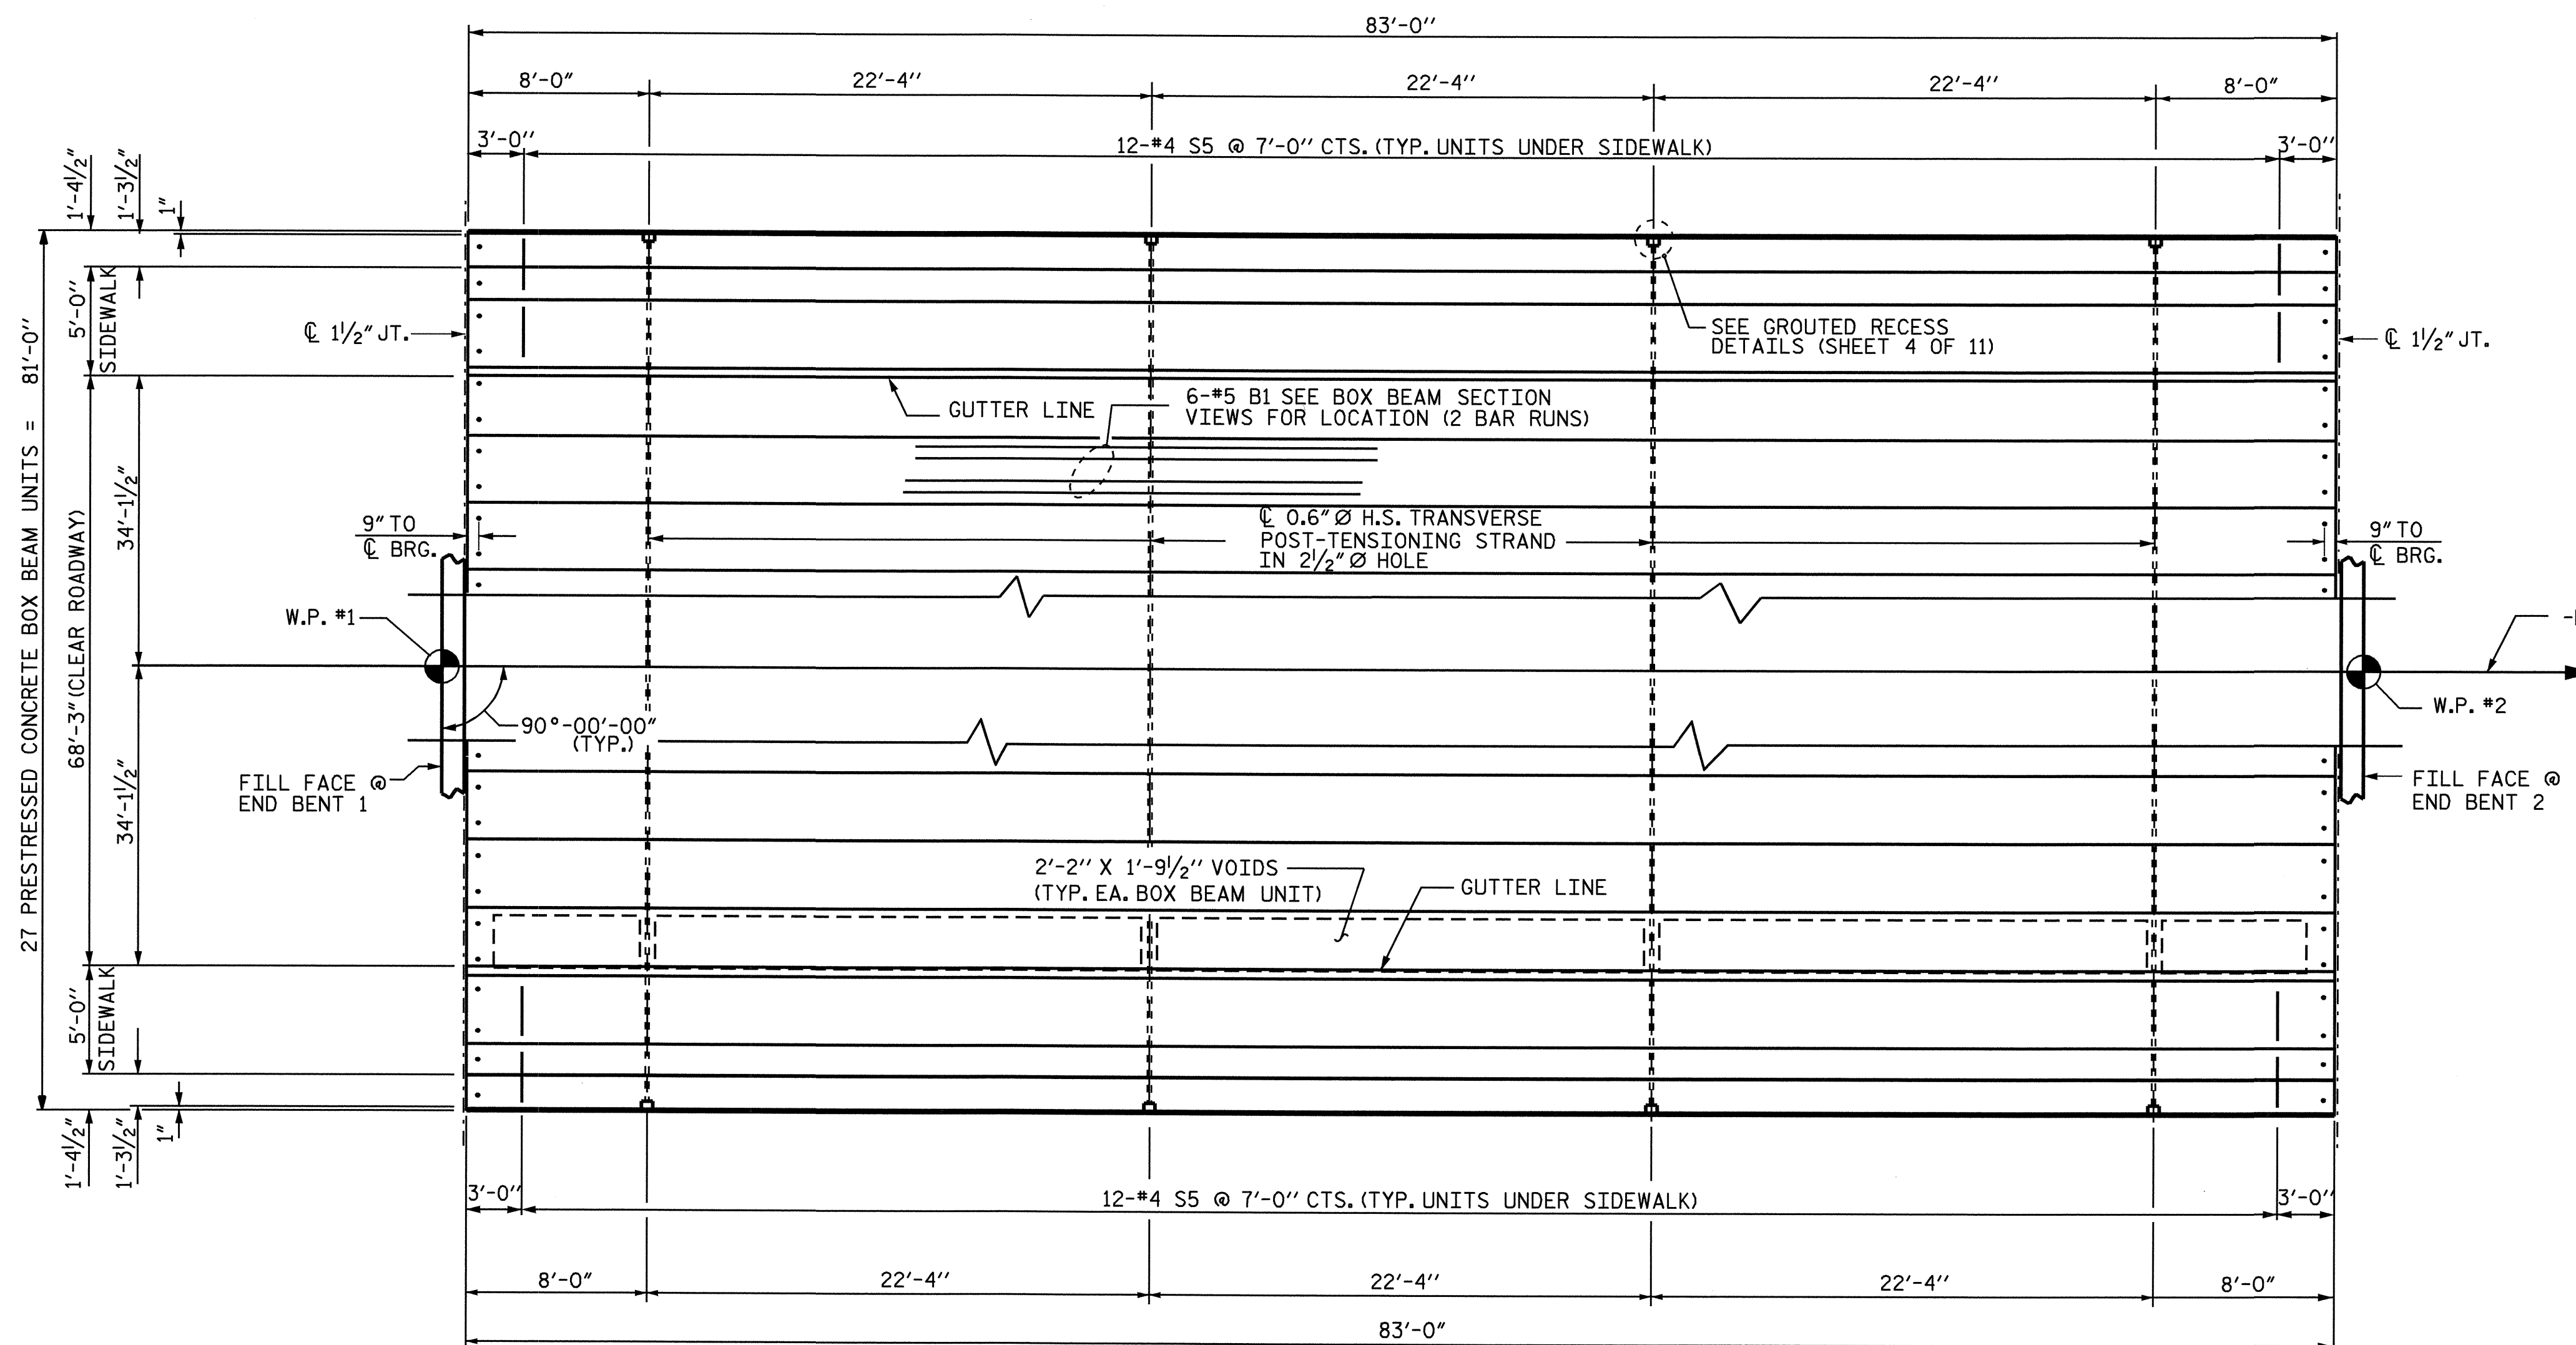 83'-0"
8'-0"
22'-4"
22'-4"
22'-4"
8'-0"
3'-0"
12-#4 S5 @ 7'-0" CTS. (TYP. UNITS UNDER SIDEWALK)
3'-0"
1'-4½"
1'-3½"
1"
27 PRESTRESSED CONCRETE BOX BEAM UNITS = 81'-0"
5'-0"
SIDEWALK
℄ 1½" JT.
SEE GROUTED RECESS
DETAILS (SHEET 4 OF 11)
℄ 1½" JT.
GUTTER LINE
6-#5 B1 SEE BOX BEAM SECTION
VIEWS FOR LOCATION (2 BAR RUNS)
68'-3" (CLEAR ROADWAY)
34'-1½"
9" TO
℄ BRG.
℄ 0.6" Ø H.S. TRANSVERSE
POST-TENSIONING STRAND
IN 2½" Ø HOLE
9" TO
℄ BRG.
W.P. #1
90°-00'-00"
(TYP.)
W.P. #2
FILL FACE @
END BENT 1
FILL FACE @
END BENT 2
34'-1½"
2'-2" X 1'-9½" VOIDS
(TYP. EA. BOX BEAM UNIT)
GUTTER LINE
5'-0"
SIDEWALK
1'-4½"
1'-3½"
1"
3'-0"
12-#4 S5 @ 7'-0" CTS. (TYP. UNITS UNDER SIDEWALK)
3'-0"
8'-0"
22'-4"
22'-4"
22'-4"
8'-0"
83'-0"